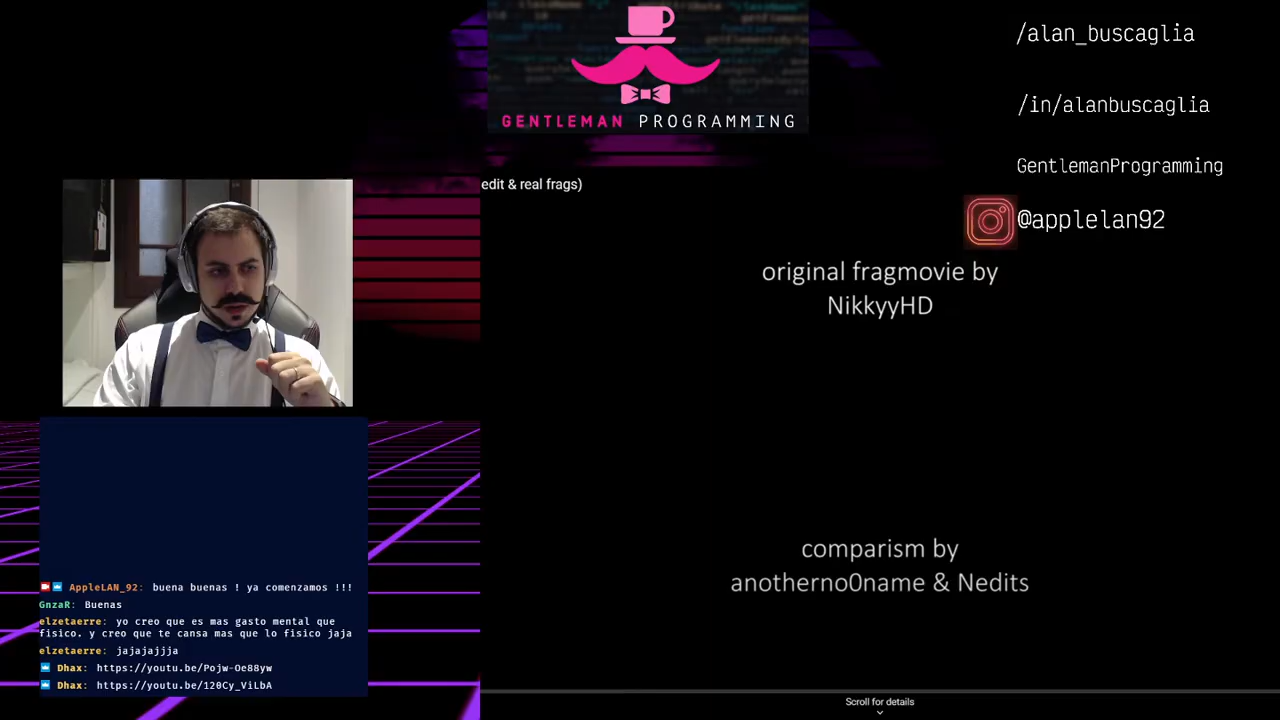 GENTLEMAN PROGRAMMING
/alan_buscaglia
/in/alanbuscaglia
GentlemanProgramming
@applelan92
edit & real frags)
original fragmovie by
NikkyyHD
comparism by
anotherno0name & Nedits
Scroll for details
AppleLAN_92: buena buenas ! ya comenzamos !!!
GnzaR: Buenas
elzetaerre: yo creo que es mas gasto mental que
fisico. y creo que te cansa mas que lo fisico jaja
elzetaerre: jajajajjja
Dhax: https://youtu.be/Pojw-Oe88yw
Dhax: https://youtu.be/120Cy_ViLbA